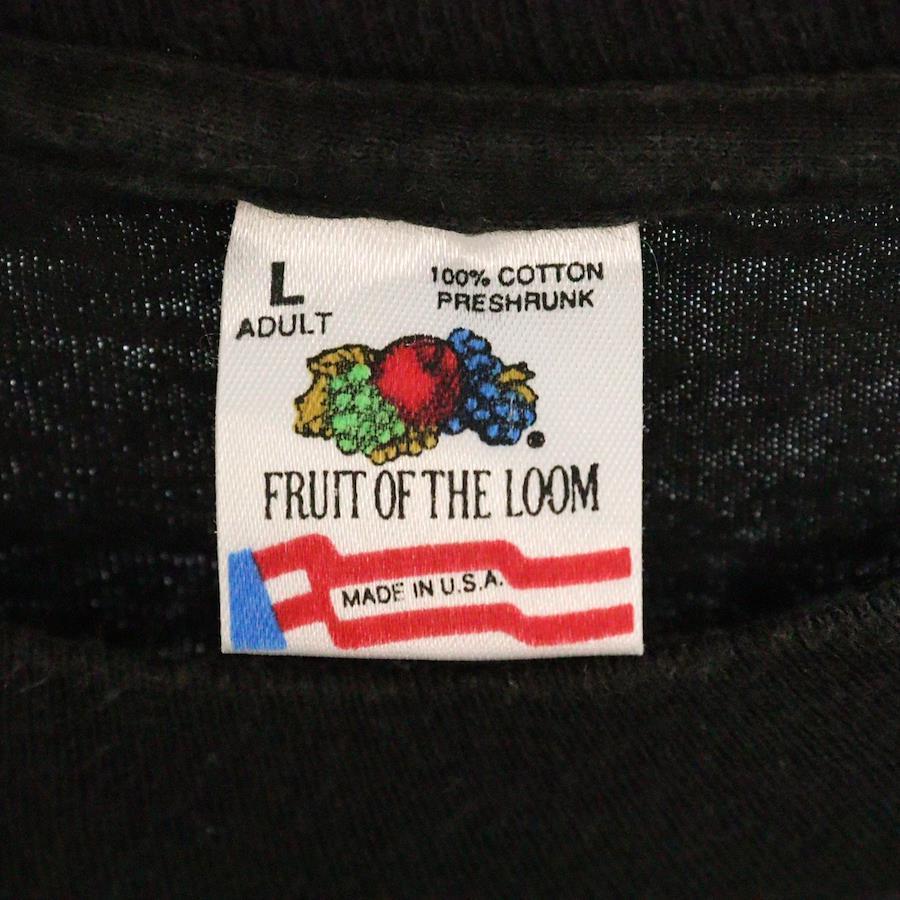 L
ADULT
100% COTTON
PRESHRUNK
FRUIT OF THE LOOM
MADE IN U.S.A.